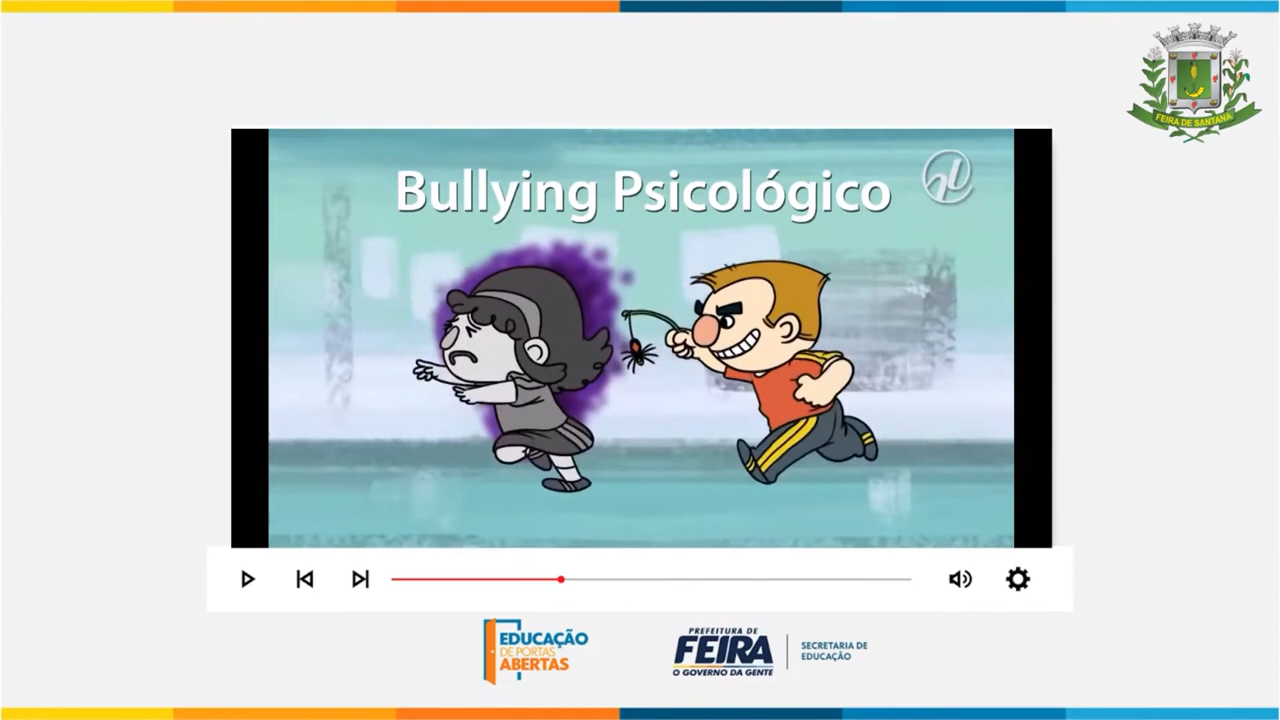 FEIRA DE SANTANA
Bullying Psicológico
EDUCAÇÃO
DE PORTAS
ABERTAS
PREFEITURA DE
FEIRA
O GOVERNO DA GENTE
SECRETARIA DE
EDUCAÇÃO